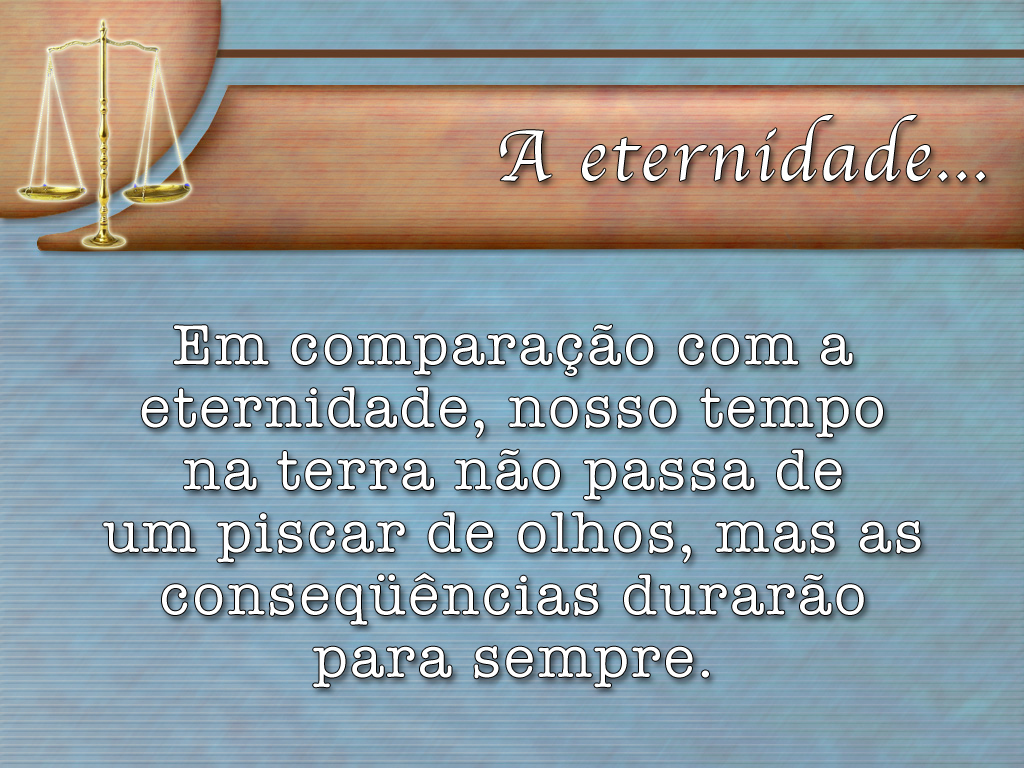 A eternidade...
Em comparação com a
eternidade, nosso tempo
na terra não passa de
um piscar de olhos, mas as
conseqüências durarão
para sempre.